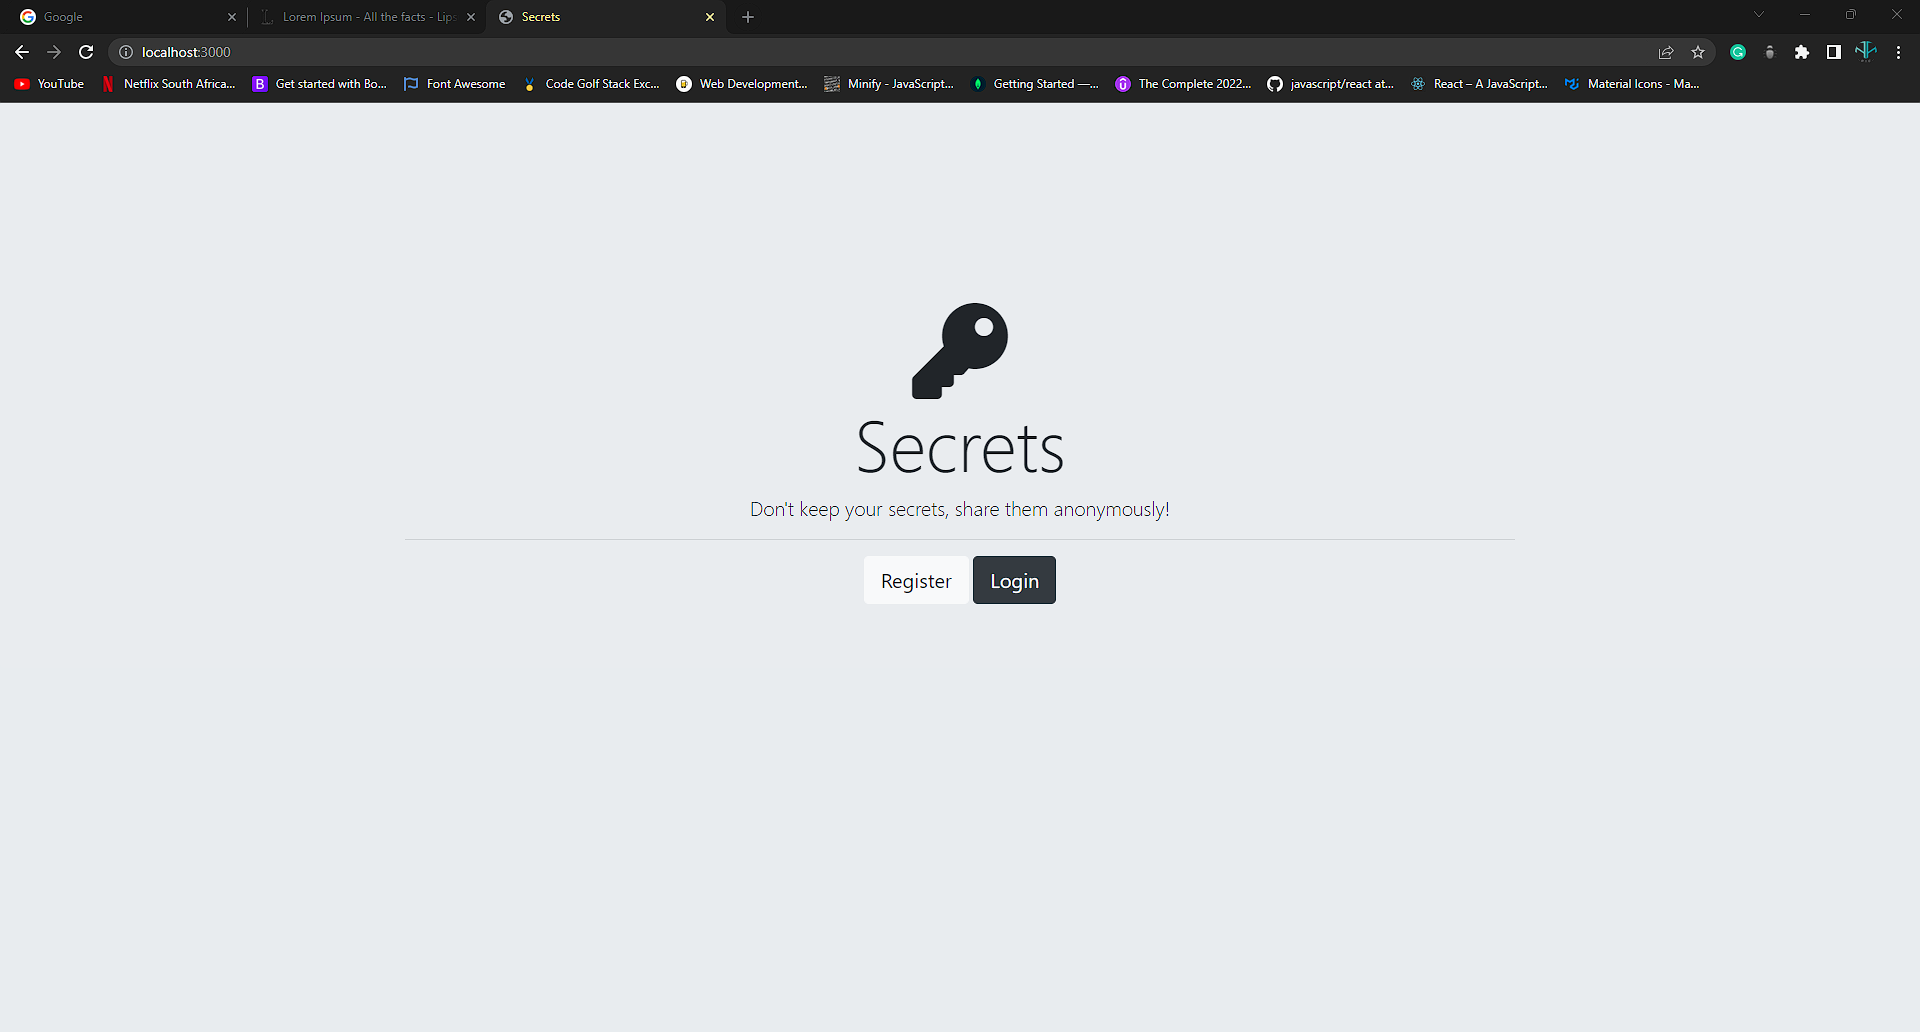 Google
Lorem Ipsum - All the facts - Lips
Secrets
localhost:3000
YouTube
Netflix South Africa...
B
Get started with Bo...
Font Awesome
Code Golf Stack Exc...
Web Development...
Minify - JavaScript...
Getting Started —...
The Complete 2022...
javascript/react at...
React – A JavaScript...
Material Icons - Ma...
Secrets
Don't keep your secrets, share them anonymously!
Register
Login